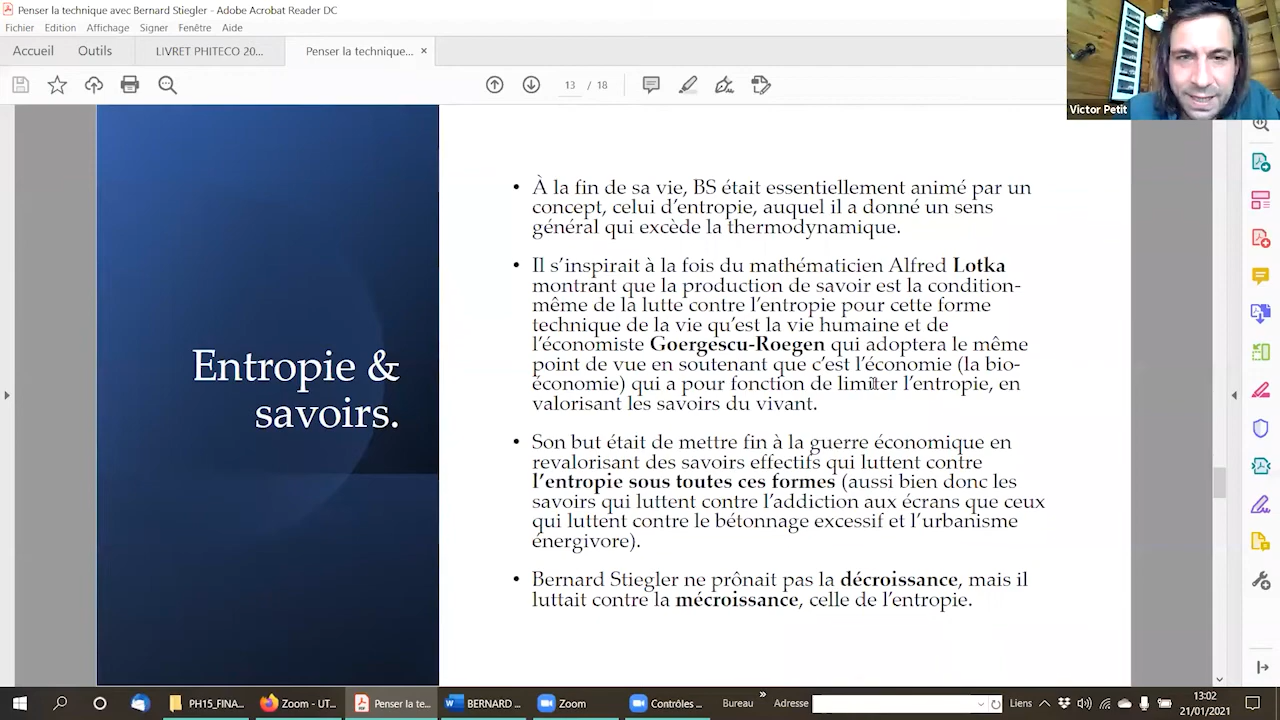 Penser la technique avec Bernard Stiegler - Adobe Acrobat Reader DC
Fichier Edition Affichage Signer Fenêtre Aide
Accueil Outils LIVRET PHITECO 20... Penser la technique... ×
13 / 18
Victor Petit
Entropie &
savoirs.
• À la fin de sa vie, BS était essentiellement animé par un
concept, celui d'entropie, auquel il a donné un sens
général qui excède la thermodynamique.
• Il s'inspirait à la fois du mathématicien Alfred Lotka
montrant que la production de savoir est la condition-
même de la lutte contre l'entropie pour cette forme
technique de la vie qu'est la vie humaine et de
l'économiste Goergescu-Roegen qui adoptera le même
point de vue en soutenant que c'est l'économie (la bio-
économie) qui a pour fonction de limiter l'entropie, en
valorisant les savoirs du vivant.
• Son but était de mettre fin à la guerre économique en
revalorisant des savoirs effectifs qui luttent contre
l'entropie sous toutes ces formes (aussi bien donc les
savoirs qui luttent contre l'addiction aux écrans que ceux
qui luttent contre le bétonnage excessif et l'urbanisme
énergivore).
• Bernard Stiegler ne prônait pas la décroissance, mais il
luttait contre la mécroissance, celle de l'entropie.
PH15_FINA... Zoom - UT... Penser la te... BERNARD ... Zoom Contrôles ... Bureau » Adresse Liens 13:02
21/01/2021